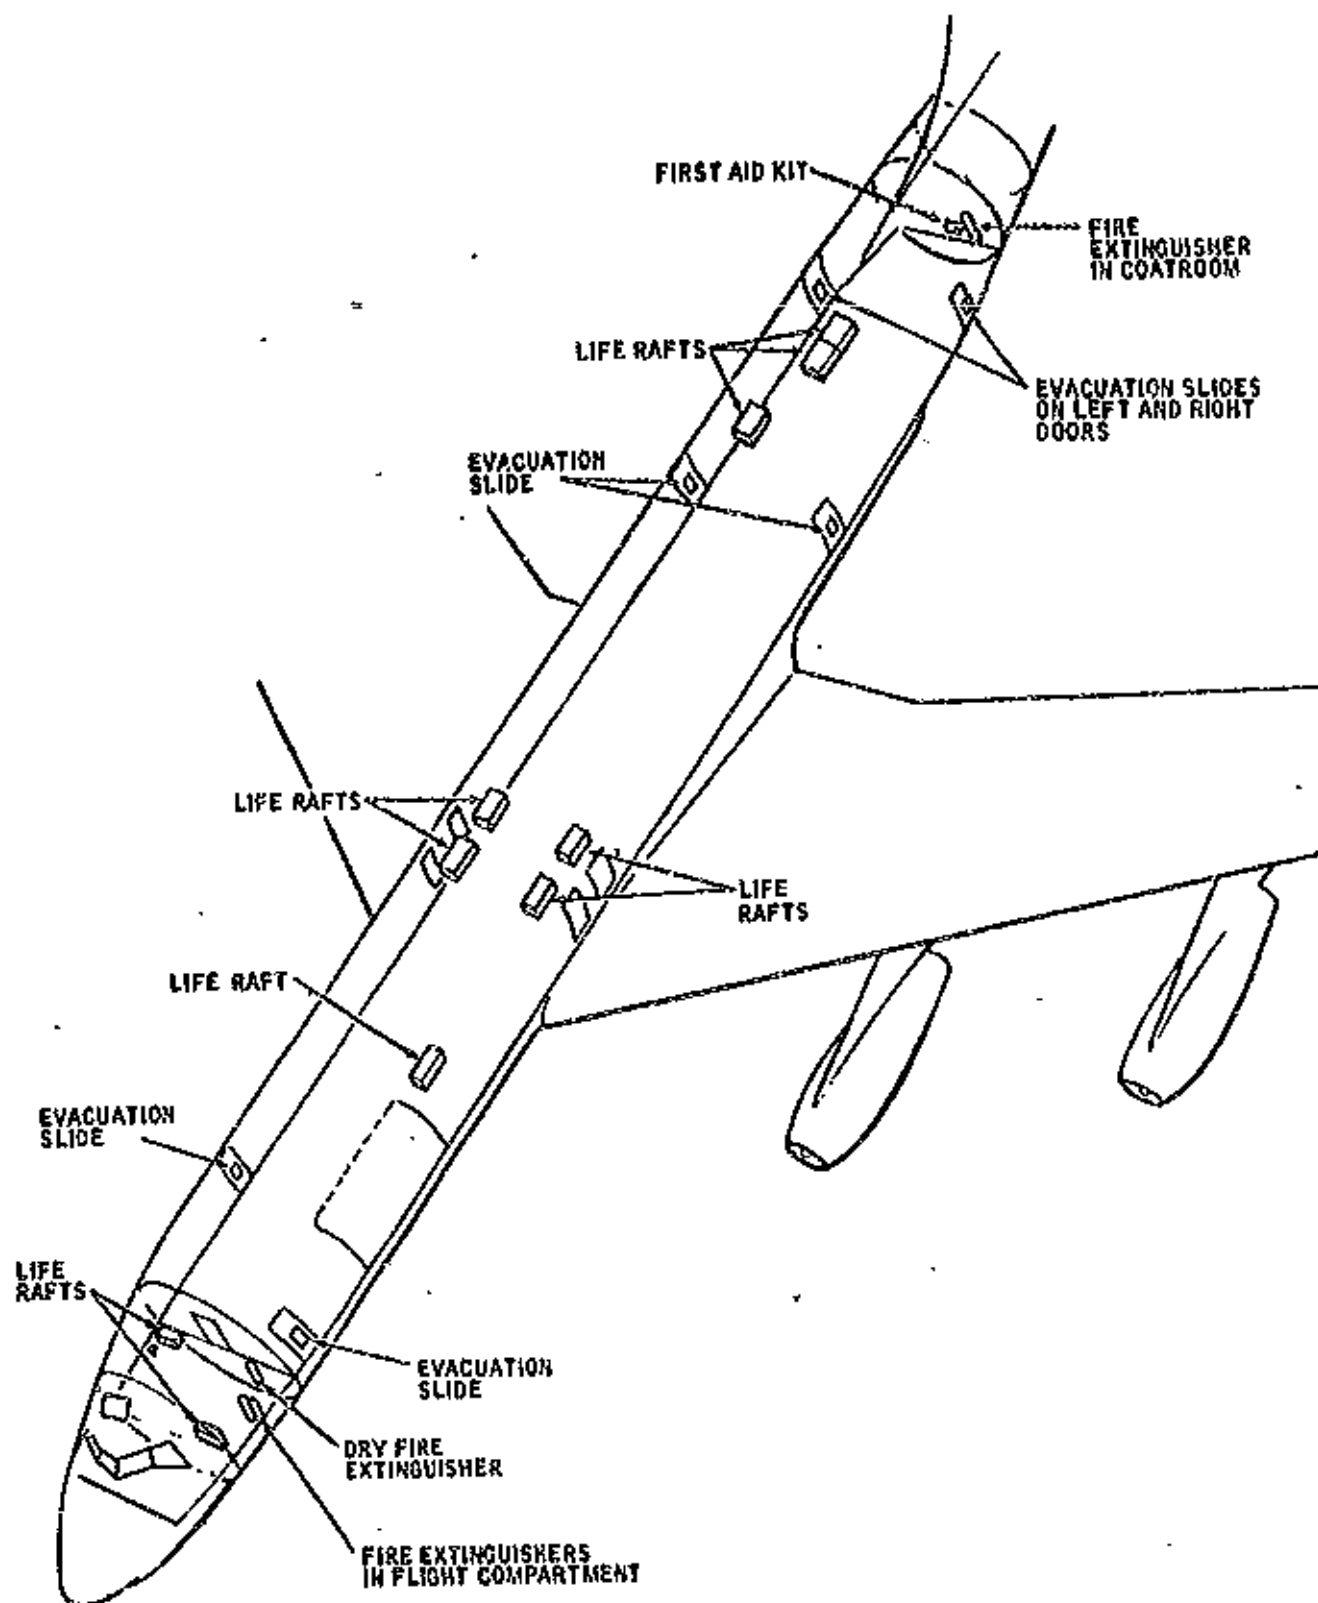 FIRST AID KIT
FIRE
EXTINGUISHER
IN COATROOM
LIFE RAFTS
EVACUATION SLIDES
ON LEFT AND RIGHT
DOORS
EVACUATION
SLIDE
LIFE RAFTS
LIFE
RAFTS
LIFE RAFT
EVACUATION
SLIDE
LIFE
RAFTS
EVACUATION
SLIDE
DRY FIRE
EXTINGUISHER
FIRE EXTINGUISHERS
IN FLIGHT COMPARTMENT